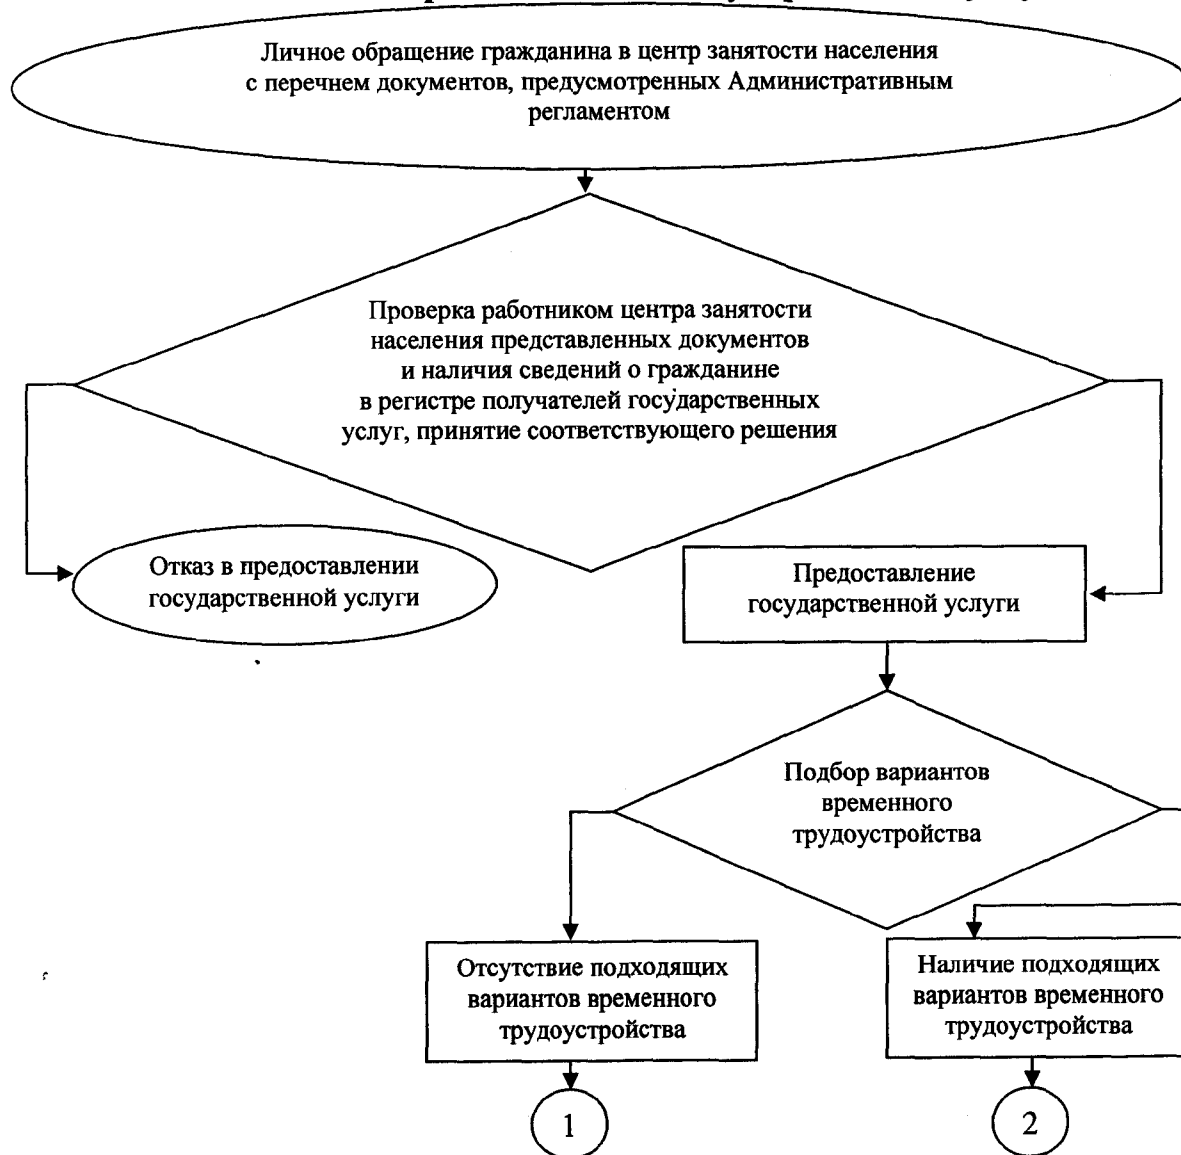 Личное обращение гражданина в центр занятости населения
с перечнем документов, предусмотренных Административным
регламентом
Проверка работником центра занятости
населения представленных документов
и наличия сведений о гражданине
в регистре получателей государственных
услуг, принятие соответствующего решения
Отказ в предоставлении
государственной услуги
Предоставление
государственной услуги
Подбор вариантов
временного
трудоустройства
Отсутствие подходящих
вариантов временного
трудоустройства
Наличие подходящих
вариантов временного
трудоустройства
1
2